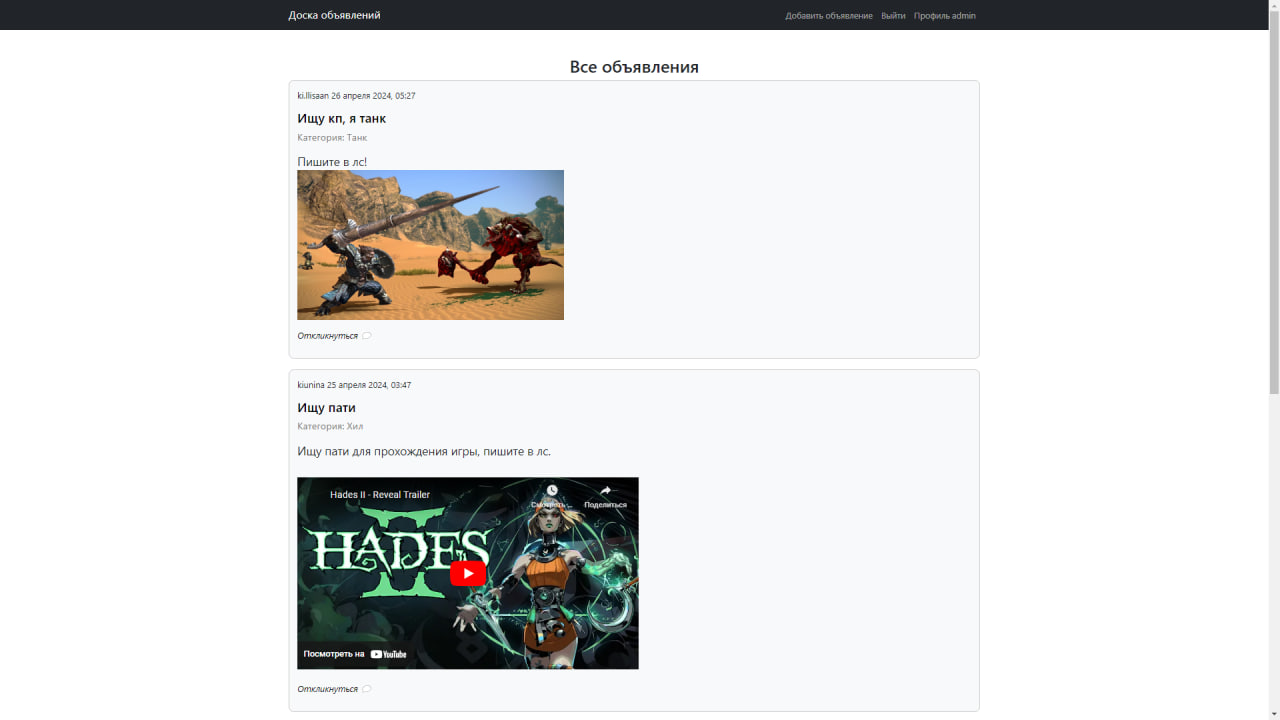 Доска объявлений
Добавить объявление Выйти Профиль admin
Все объявления
ki.llisaan 26 апреля 2024, 05:27
Ищу кп, я танк
Категория: Танк
Пишите в лс!
Откликнуться
kiunina 25 апреля 2024, 03:47
Ищу пати
Категория: Хил
Ищу пати для прохождения игры, пишите в лс.
Hades II - Reveal Trailer
Смотреть ... Поделиться
HADES
II
Посмотреть на YouTube
Откликнуться